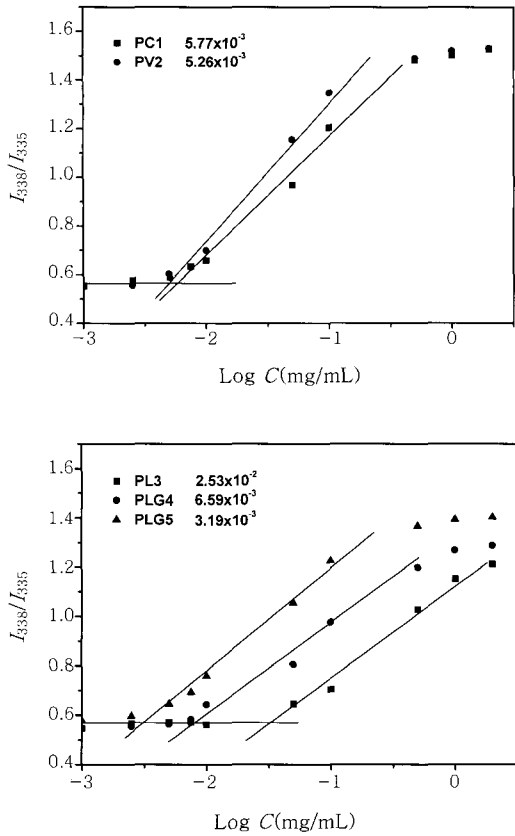 1.6
1.4
1.2
1.0
0.8
0.6
0.4
I₃₃₈/I₃₃₅
PC1 5.77x10⁻³
PV2 5.26x10⁻³
−3 −2 −1 0
Log C(mg/mL)
1.6
1.4
1.2
1.0
0.8
0.6
0.4
I₃₃₈/I₃₃₅
PL3 2.53x10⁻²
PLG4 6.59x10⁻³
PLG5 3.19x10⁻³
−3 −2 −1 0
Log C(mg/mL)